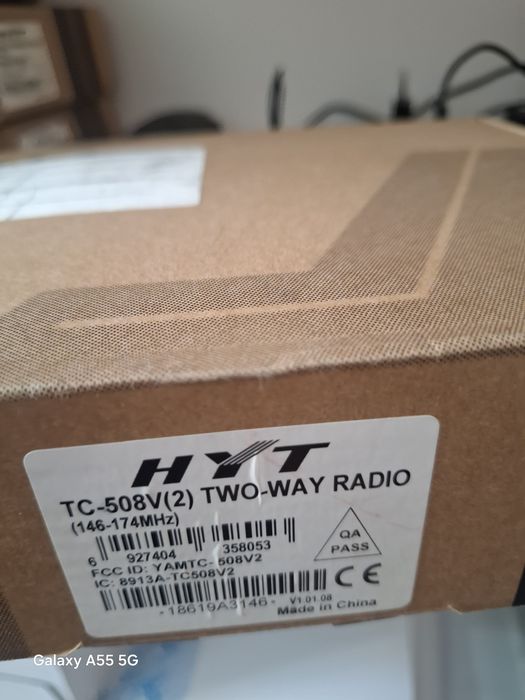 HYT
TC-508V(2) TWO-WAY RADIO
(146-174MHz)
6 927404 358053
QA
PASS
FCC ID: YAMTC-508V2
IC: 8913A-TC508V2
CE
-18619A3146- V1.01.08
Made in China
Galaxy A55 5G